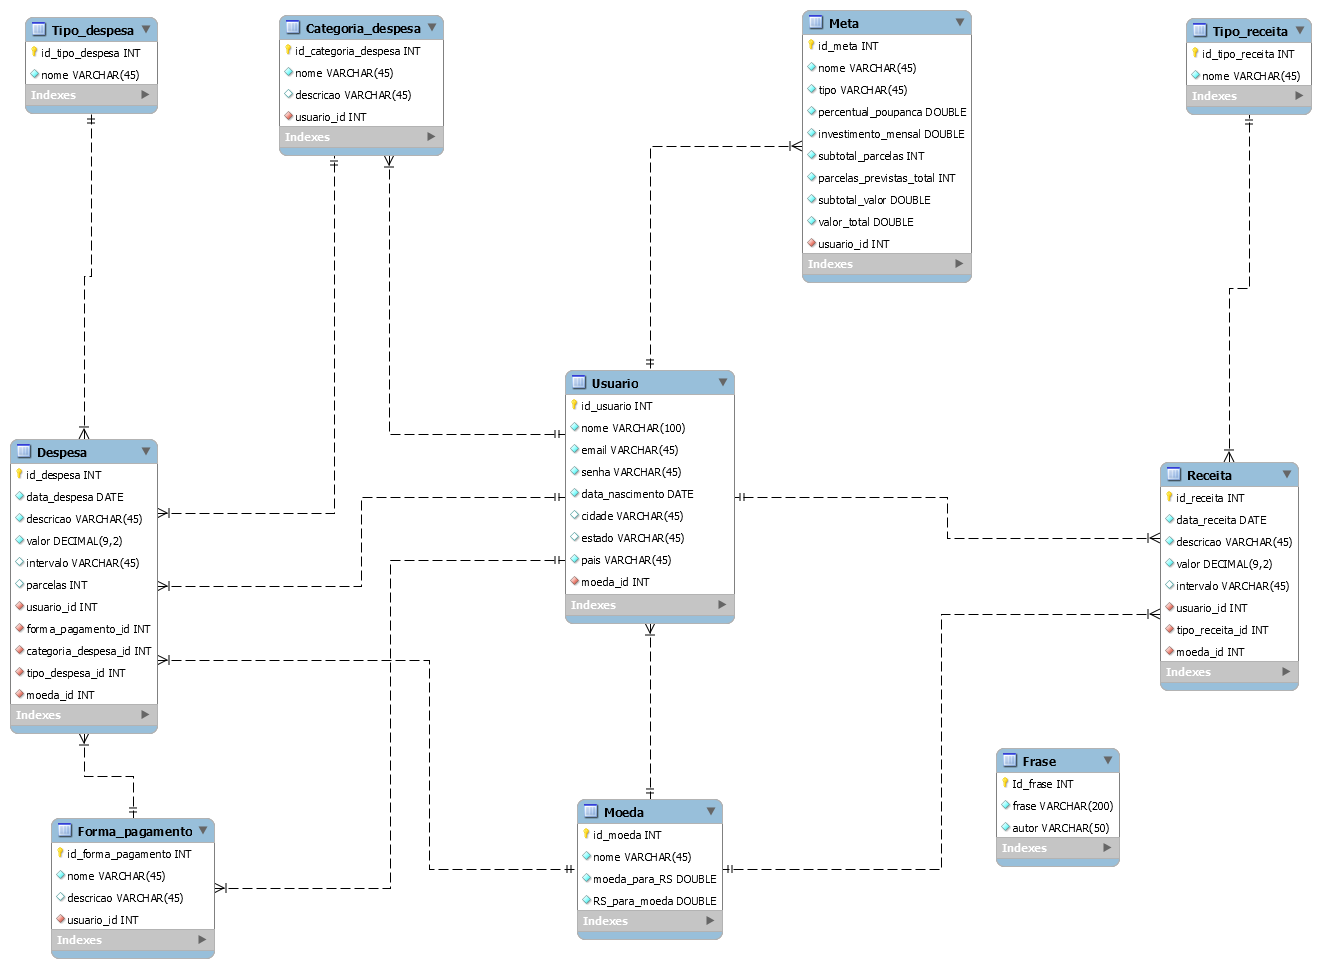 Tipo_despesa
id_tipo_despesa INT
nome VARCHAR(45)
Indexes
Categoria_despesa
id_categoria_despesa INT
nome VARCHAR(45)
descricao VARCHAR(45)
usuario_id INT
Indexes
Meta
id_meta INT
nome VARCHAR(45)
tipo VARCHAR(45)
percentual_poupanca DOUBLE
investimento_mensal DOUBLE
subtotal_parcelas INT
parcelas_previstas_total INT
subtotal_valor DOUBLE
valor_total DOUBLE
usuario_id INT
Indexes
Tipo_receita
id_tipo_receita INT
nome VARCHAR(45)
Indexes
Usuario
id_usuario INT
nome VARCHAR(100)
email VARCHAR(45)
senha VARCHAR(45)
data_nascimento DATE
cidade VARCHAR(45)
estado VARCHAR(45)
pais VARCHAR(45)
moeda_id INT
Indexes
Despesa
id_despesa INT
data_despesa DATE
descricao VARCHAR(45)
valor DECIMAL(9,2)
intervalo VARCHAR(45)
parcelas INT
usuario_id INT
forma_pagamento_id INT
categoria_despesa_id INT
tipo_despesa_id INT
moeda_id INT
Indexes
Receita
id_receita INT
data_receita DATE
descricao VARCHAR(45)
valor DECIMAL(9,2)
intervalo VARCHAR(45)
usuario_id INT
tipo_receita_id INT
moeda_id INT
Indexes
Forma_pagamento
id_forma_pagamento INT
nome VARCHAR(45)
descricao VARCHAR(45)
usuario_id INT
Indexes
Moeda
id_moeda INT
nome VARCHAR(45)
moeda_para_RS DOUBLE
RS_para_moeda DOUBLE
Indexes
Frase
Id_frase INT
frase VARCHAR(200)
autor VARCHAR(50)
Indexes